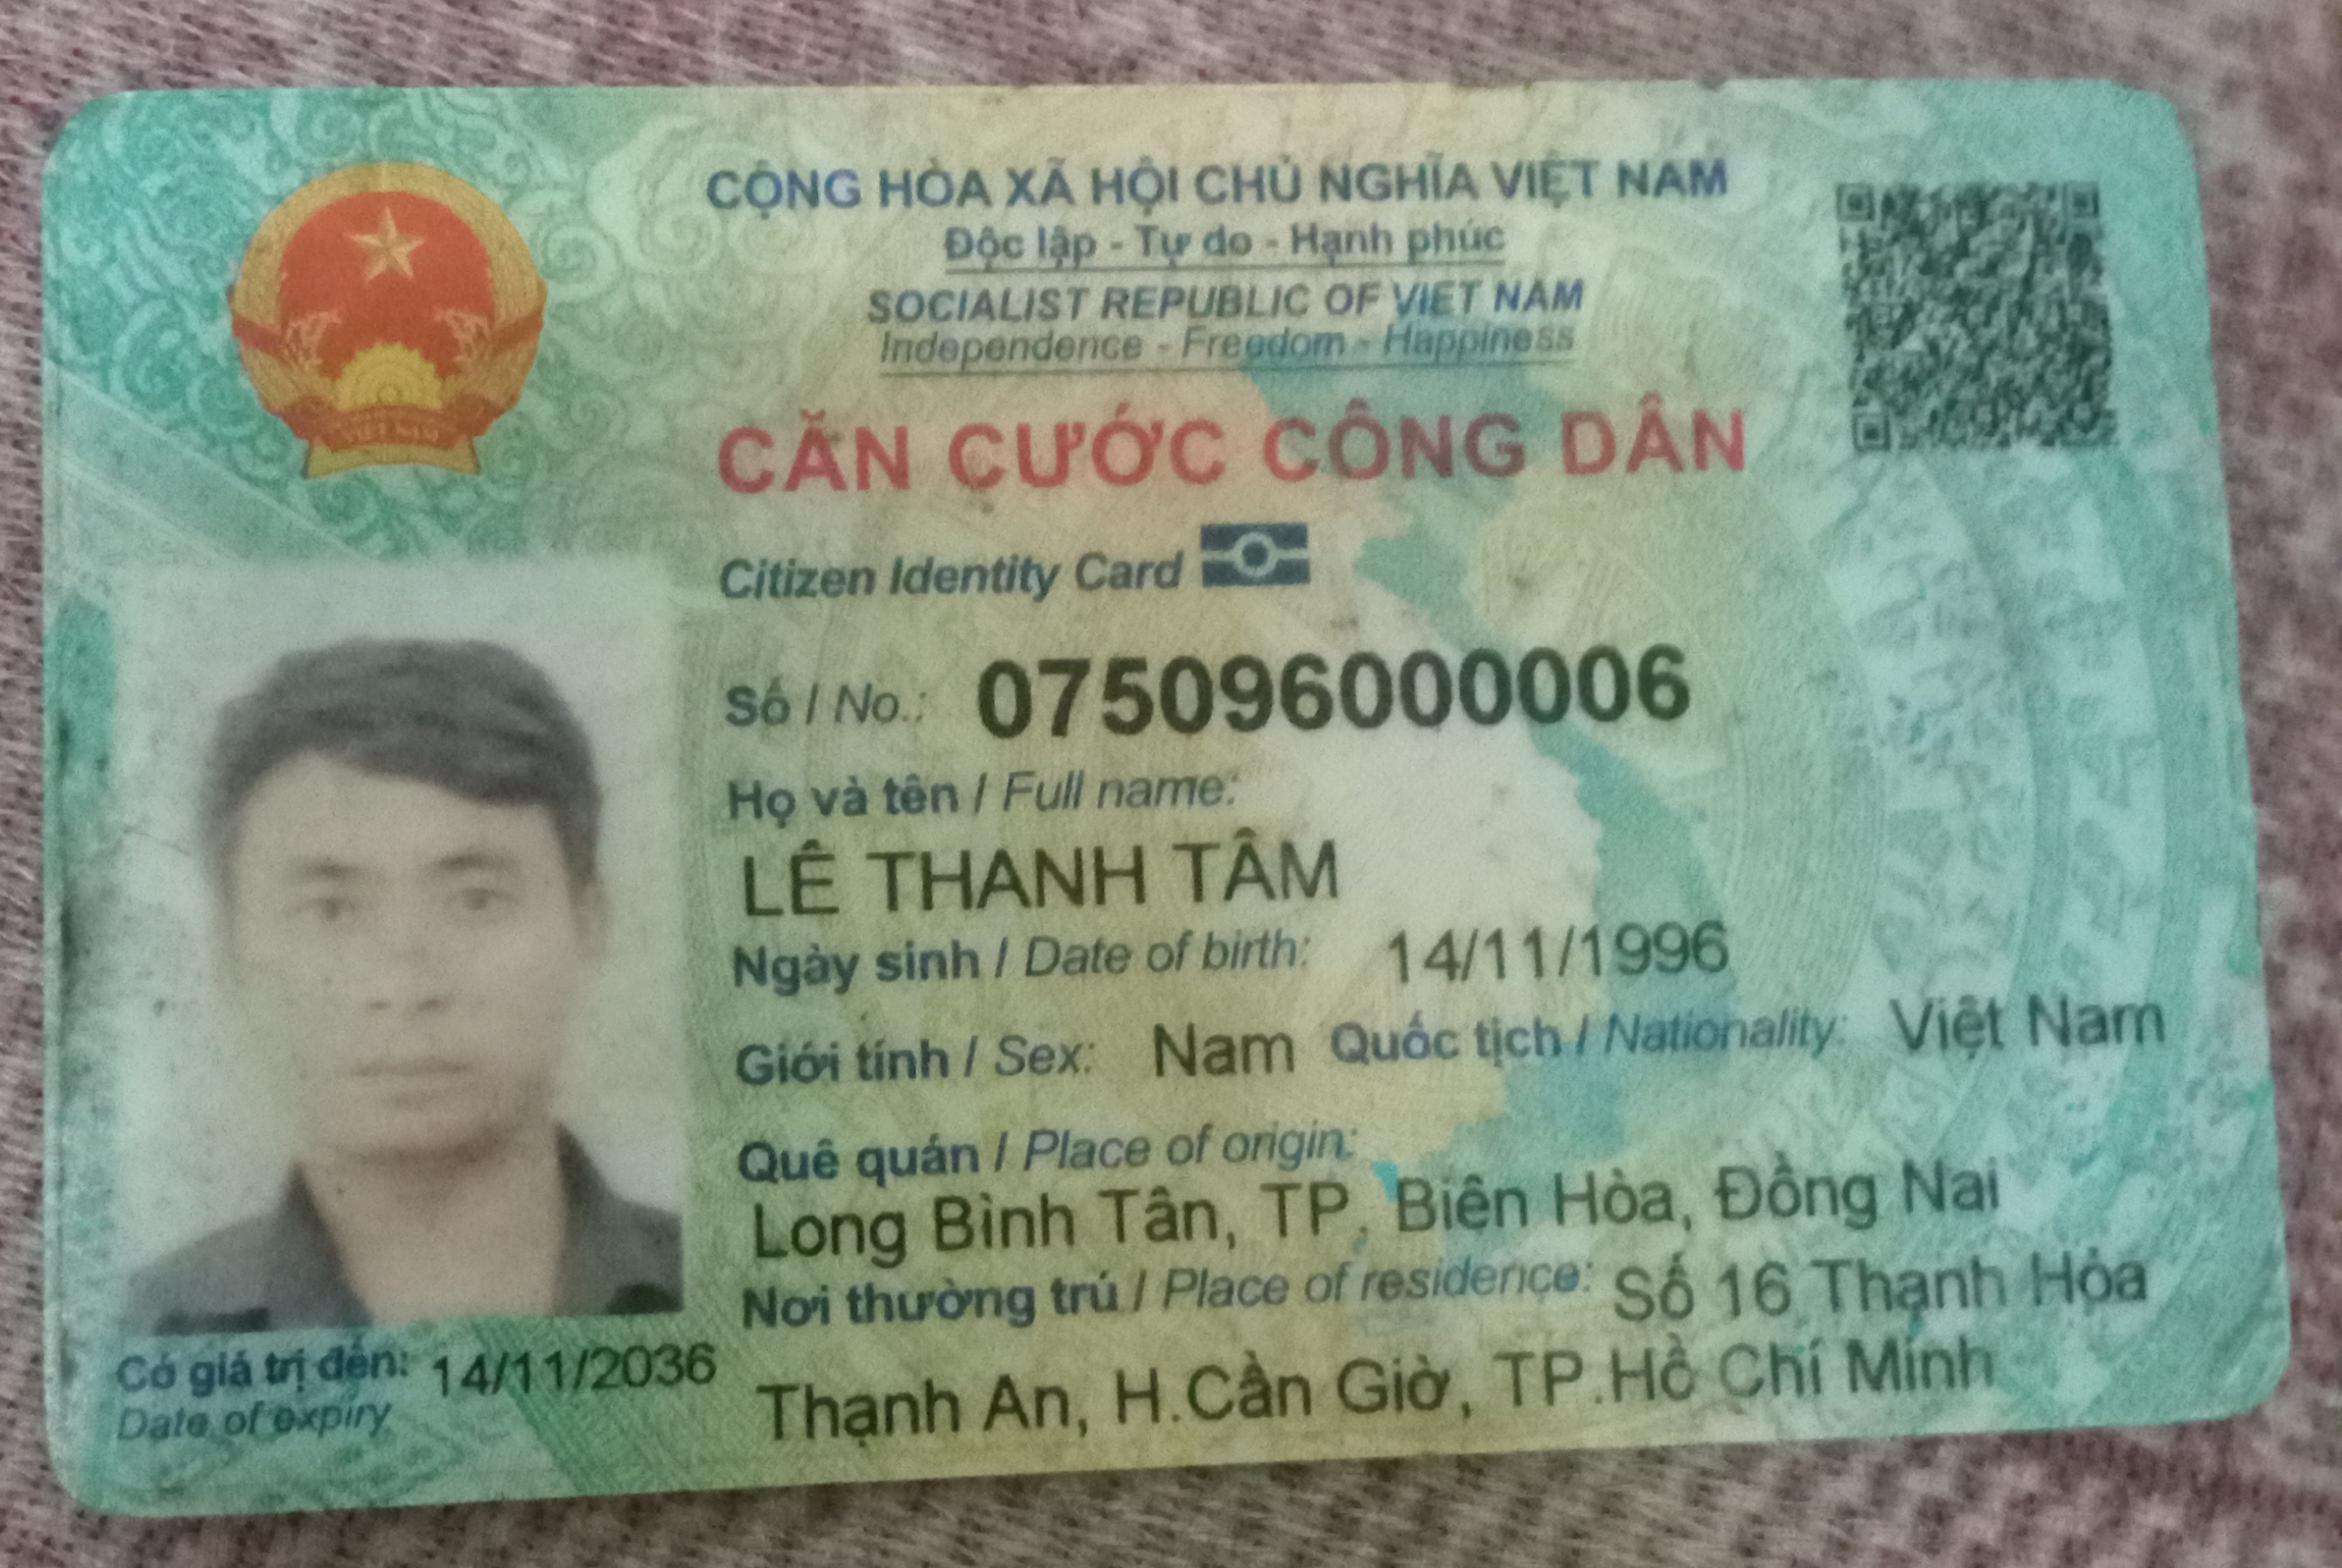 CỘNG HÒA XÃ HỘI CHỦ NGHĨA VIỆT NAM
Độc lập - Tự do - Hạnh phúc
SOCIALIST REPUBLIC OF VIET NAM
Independence - Freedom - Happiness
CĂN CƯỚC CÔNG DÂN
Citizen Identity Card
Số / No.: 075096000006
Họ và tên / Full name:
LÊ THANH TÂM
Ngày sinh / Date of birth: 14/11/1996
Giới tính / Sex: Nam Quốc tịch / Nationality: Việt Nam
Quê quán / Place of origin:
Long Bình Tân, TP. Biên Hòa, Đồng Nai
Nơi thường trú / Place of residence: Số 16 Thạnh Hòa
Thạnh An, H.Cần Giờ, TP.Hồ Chí Minh
Có giá trị đến: 14/11/2036
Date of expiry
VIỆT NAM